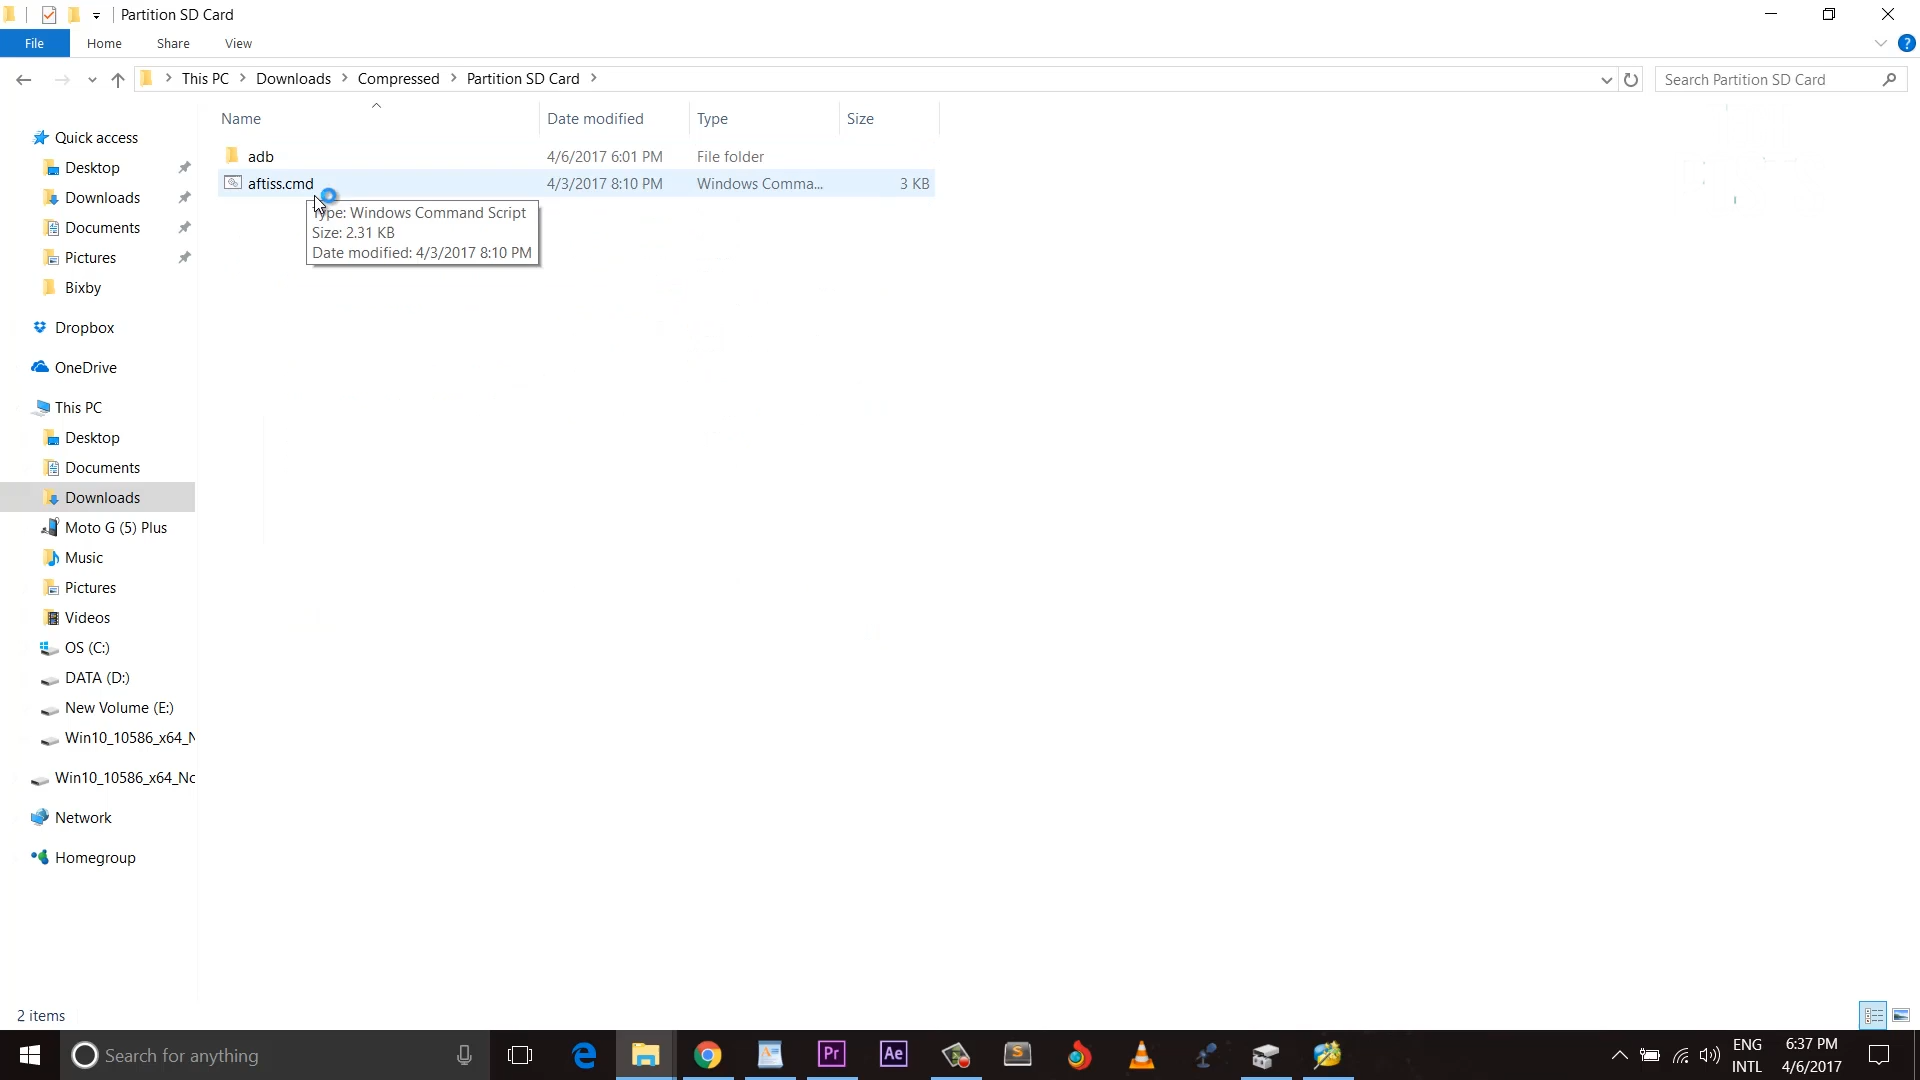 Partition SD Card
File Home Share View
This PC Downloads Compressed Partition SD Card
Search Partition SD Card
Name Date modified Type Size
adb 4/6/2017 6:01 PM File folder
aftiss.cmd 4/3/2017 8:10 PM Windows Comma... 3 KB
Type: Windows Command Script
Size: 2.31 KB
Date modified: 4/3/2017 8:10 PM
Quick access
Desktop
Downloads
Documents
Pictures
Bixby
Dropbox
OneDrive
This PC
Desktop
Documents
Downloads
Moto G (5) Plus
Music
Pictures
Videos
OS (C:)
DATA (D:)
New Volume (E:)
Win10_10586_x64_N
Win10_10586_x64_Nc
Network
Homegroup
2 items
Search for anything
Pr
Ae
S
ENG
INTL
6:37 PM
4/6/2017